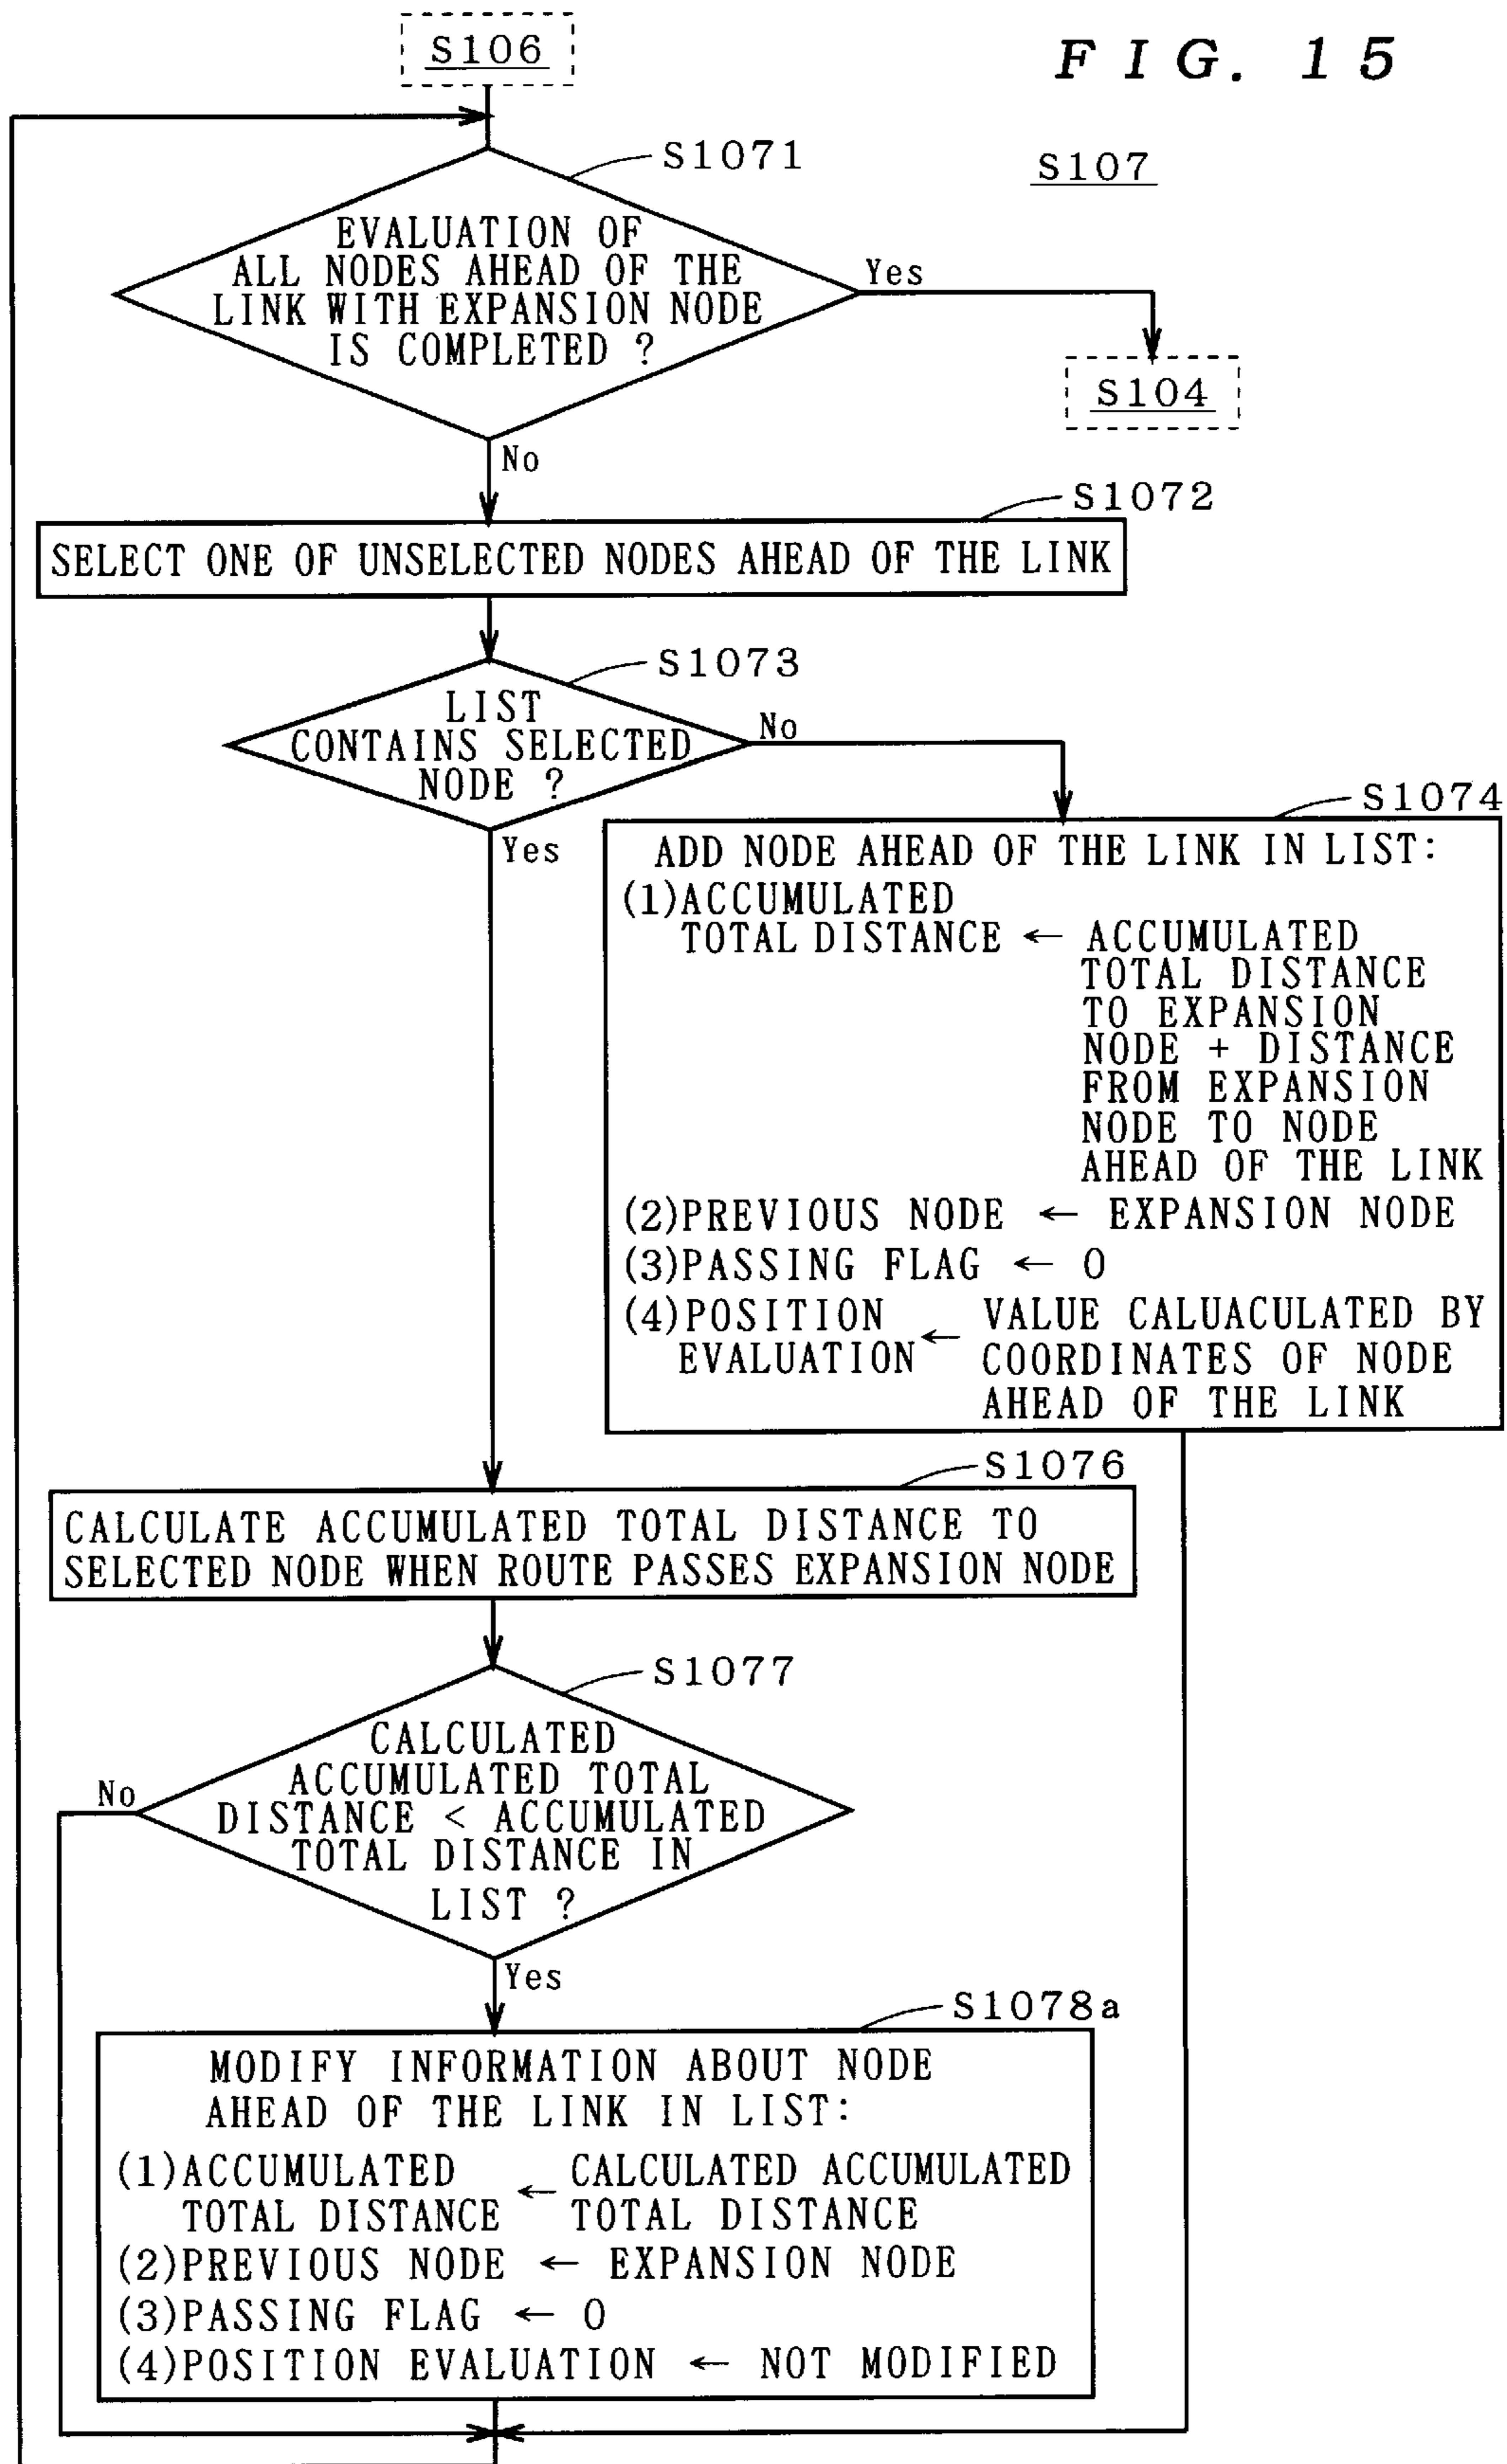 S106
FIG. 15
S107
S1071
EVALUATION OF
ALL NODES AHEAD OF THE
LINK WITH EXPANSION NODE
IS COMPLETED ?
Yes
S104
No
S1072
SELECT ONE OF UNSELECTED NODES AHEAD OF THE LINK
S1073
LIST
CONTAINS SELECTED
NODE ?
No
Yes
S1074
ADD NODE AHEAD OF THE LINK IN LIST:
(1)ACCUMULATED
TOTAL DISTANCE ← ACCUMULATED
TOTAL DISTANCE
TO EXPANSION
NODE + DISTANCE
FROM EXPANSION
NODE TO NODE
AHEAD OF THE LINK
(2)PREVIOUS NODE ← EXPANSION NODE
(3)PASSING FLAG ← 0
(4)POSITION EVALUATION ← VALUE CALUACULATED BY
COORDINATES OF NODE
AHEAD OF THE LINK
S1076
CALCULATE ACCUMULATED TOTAL DISTANCE TO
SELECTED NODE WHEN ROUTE PASSES EXPANSION NODE
S1077
CALCULATED
ACCUMULATED TOTAL
DISTANCE < ACCUMULATED
TOTAL DISTANCE IN
LIST ?
No
Yes
S1078a
MODIFY INFORMATION ABOUT NODE
AHEAD OF THE LINK IN LIST:
(1)ACCUMULATED TOTAL DISTANCE ← CALCULATED ACCUMULATED
TOTAL DISTANCE
(2)PREVIOUS NODE ← EXPANSION NODE
(3)PASSING FLAG ← 0
(4)POSITION EVALUATION ← NOT MODIFIED